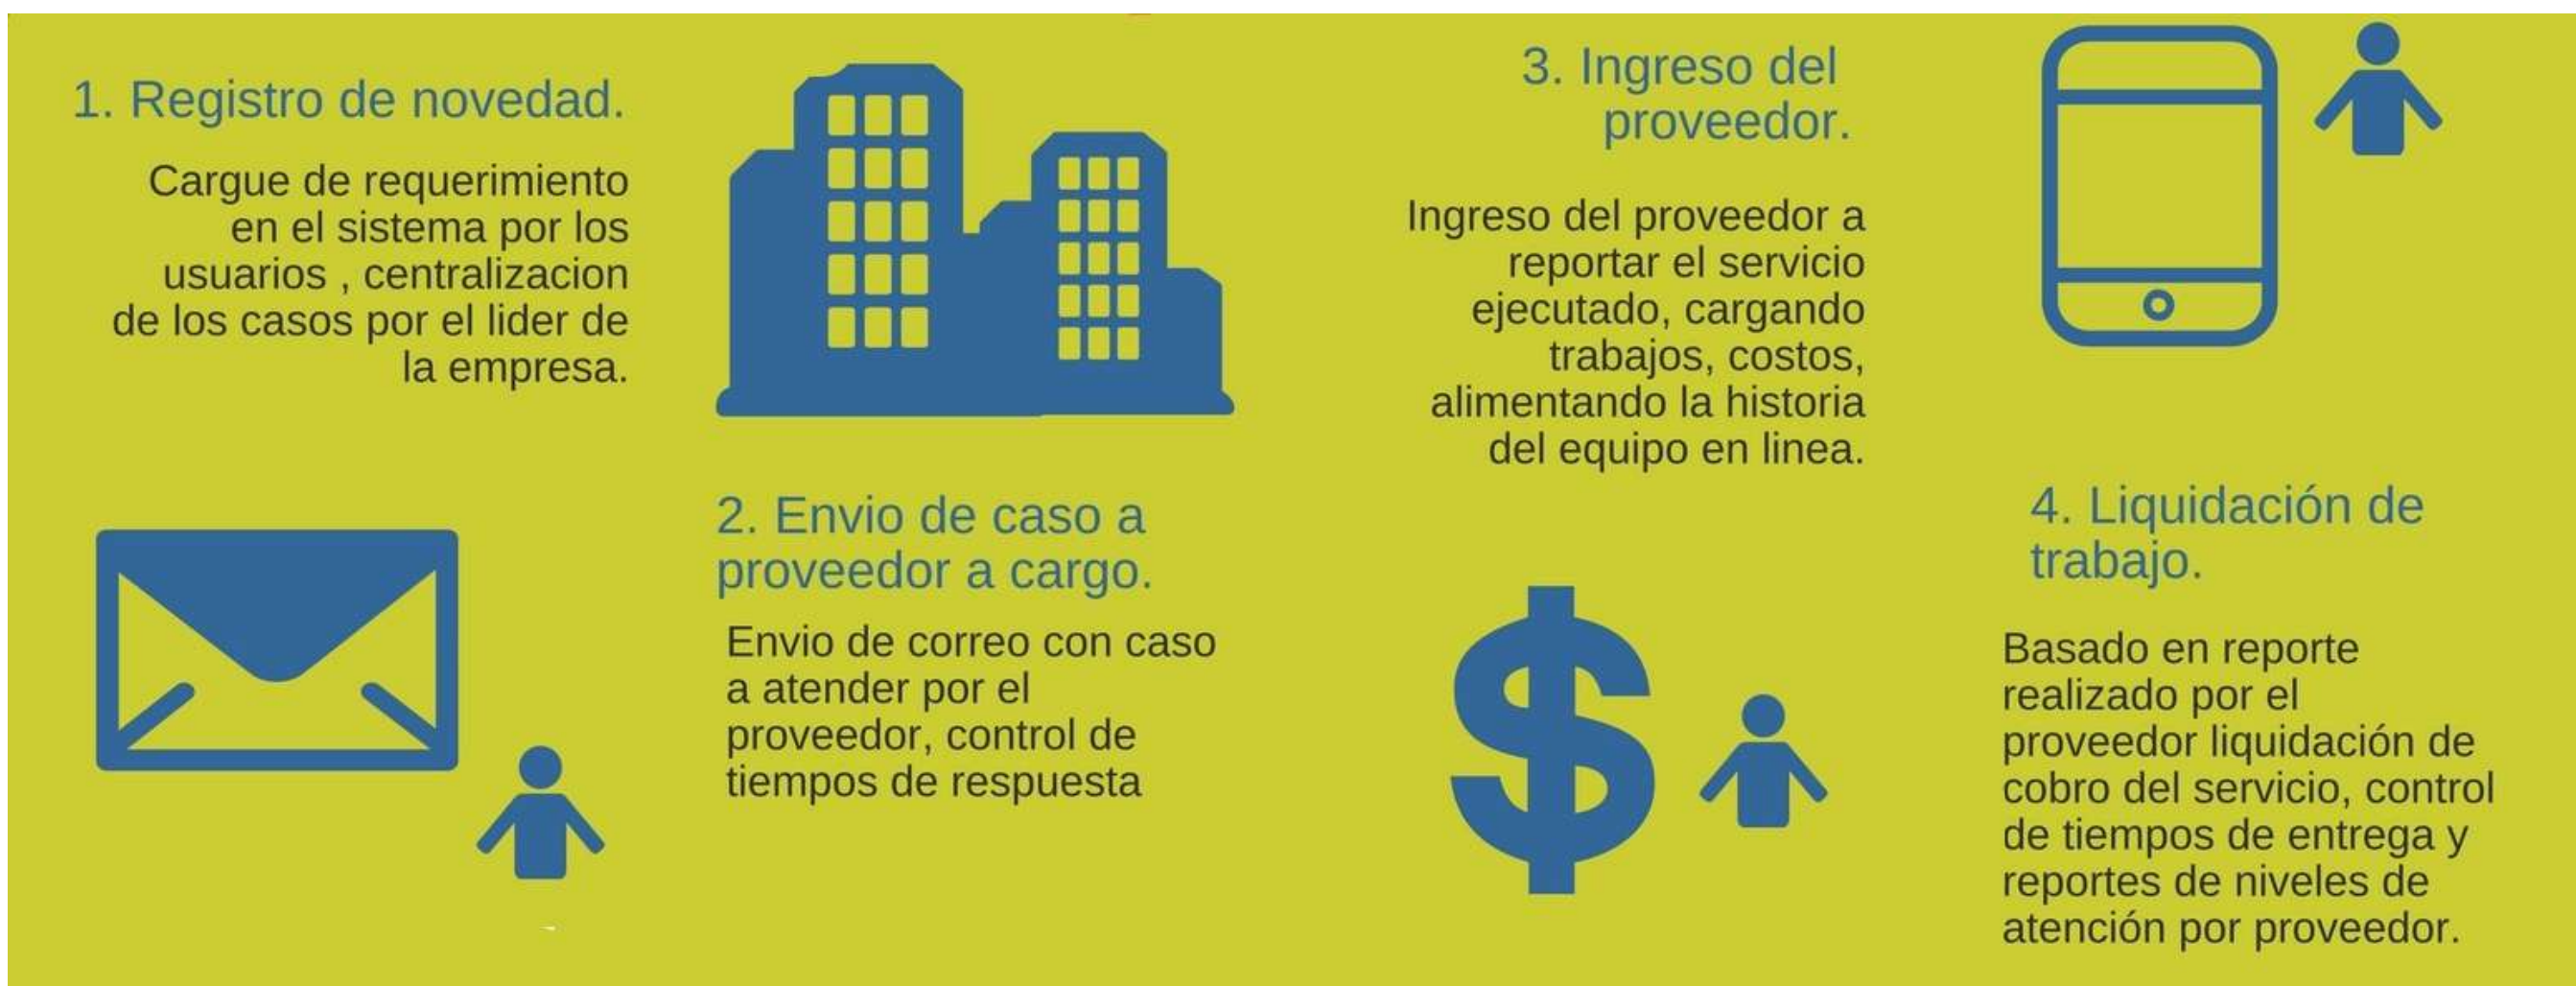 1. Registro de novedad.
Cargue de requerimiento
en el sistema por los
usuarios , centralizacion
de los casos por el lider de
la empresa.
2. Envio de caso a
proveedor a cargo.
Envio de correo con caso
a atender por el
proveedor, control de
tiempos de respuesta
3. Ingreso del
proveedor.
Ingreso del proveedor a
reportar el servicio
ejecutado, cargando
trabajos, costos,
alimentando la historia
del equipo en linea.
4. Liquidación de
trabajo.
Basado en reporte
realizado por el
proveedor liquidación de
cobro del servicio, control
de tiempos de entrega y
reportes de niveles de
atención por proveedor.